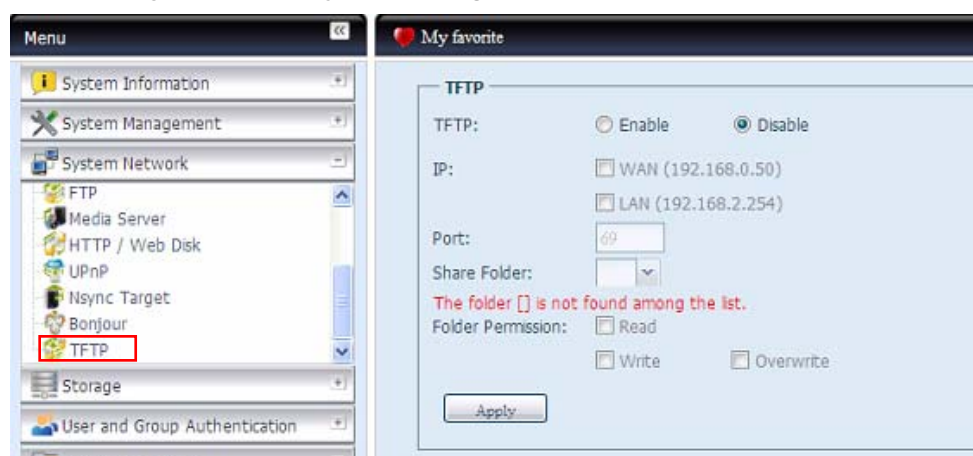 Menu
My favorite
System Information
System Management
System Network
FTP
Media Server
HTTP / Web Disk
UPnP
Nsync Target
Bonjour
TFTP
Storage
User and Group Authentication
TFTP
TFTP: Enable Disable
IP: WAN (192.168.0.50)
LAN (192.168.2.254)
Port: 69
Share Folder:
The folder [] is not found among the list.
Folder Permission: Read
Write Overwrite
Apply